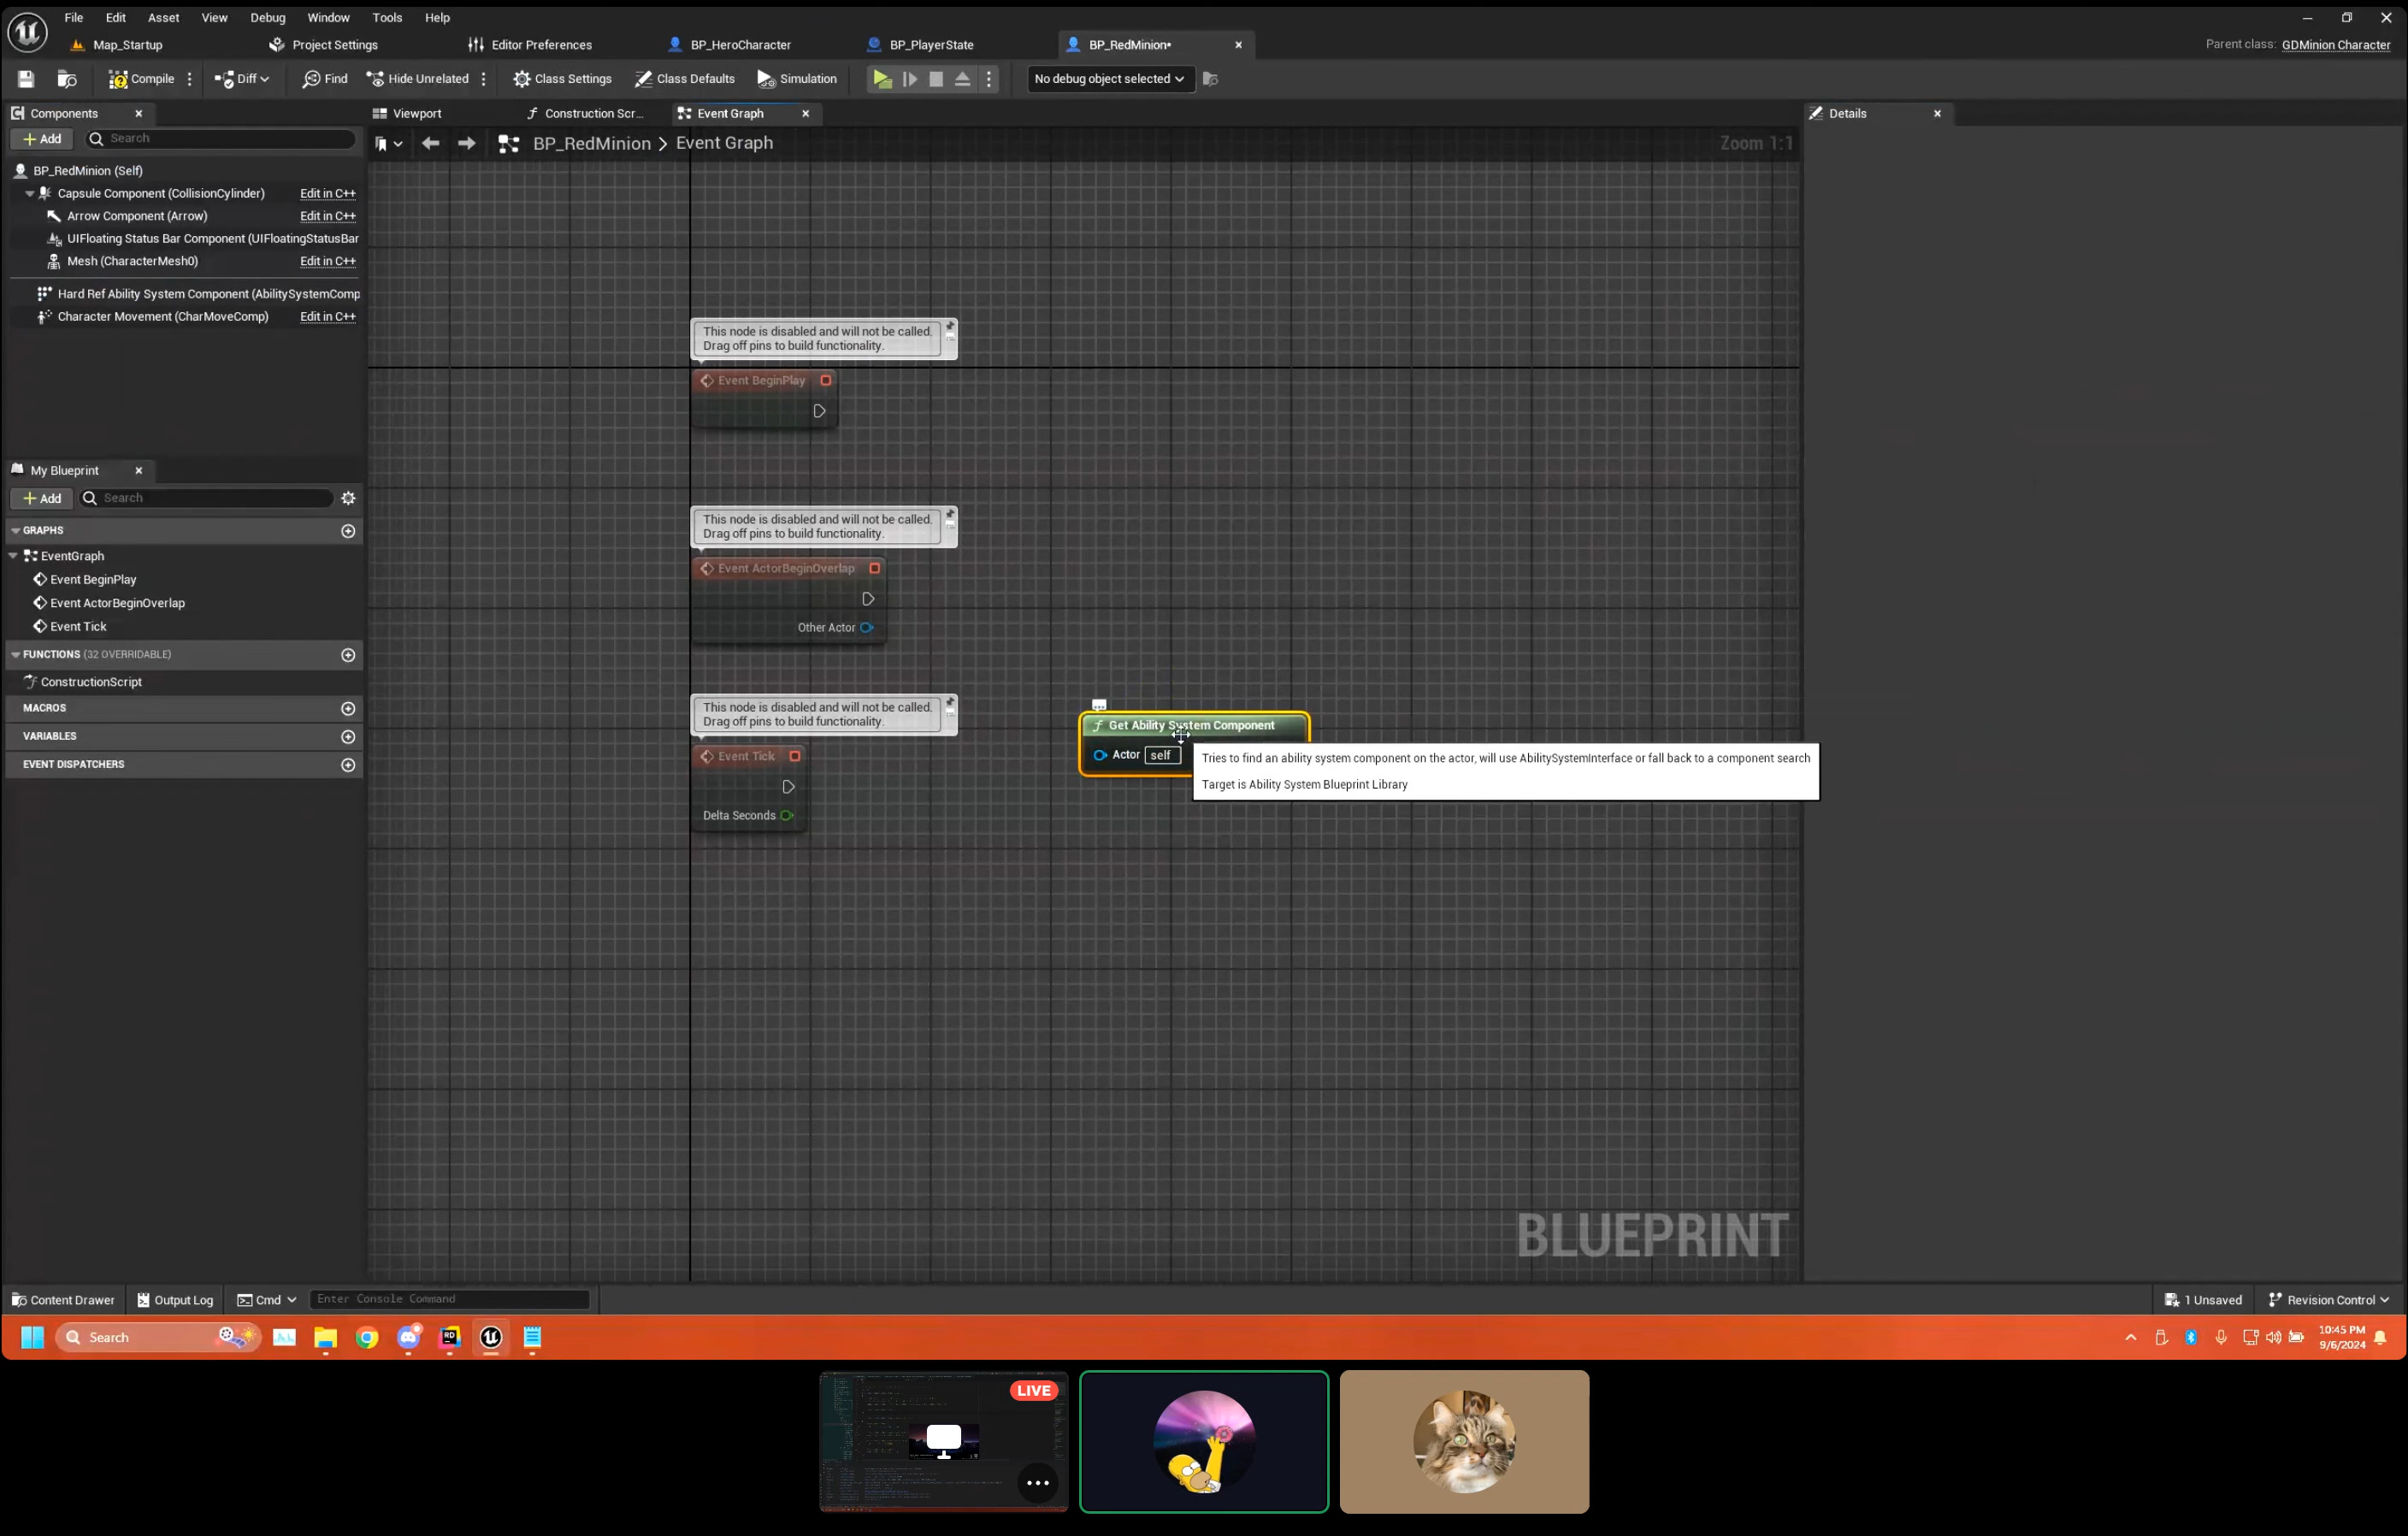 File Edit Asset View Debug Window Tools Help
Map_Startup Project Settings Editor Preferences BP_HeroCharacter BP_PlayerState BP_RedMinion*
Parent class: GDMinion Character
Compile Diff Find Hide Unrelated Class Settings Class Defaults Simulation No debug object selected
Components
Add Search
BP_RedMinion (Self)
Capsule Component (CollisionCylinder) Edit in C++
Arrow Component (Arrow) Edit in C++
UIFloating Status Bar Component (UIFloatingStatusBar
Mesh (CharacterMesh0) Edit in C++
Hard Ref Ability System Component (AbilitySystemComp
Character Movement (CharMoveComp) Edit in C++
My Blueprint
Add Search
GRAPHS
EventGraph
Event BeginPlay
Event ActorBeginOverlap
Event Tick
FUNCTIONS (32 OVERRIDABLE)
ConstructionScript
MACROS
VARIABLES
EVENT DISPATCHERS
Viewport Construction Scr... Event Graph
BP_RedMinion > Event Graph
Zoom 1:1
This node is disabled and will not be called.
Drag off pins to build functionality.
Event BeginPlay
This node is disabled and will not be called.
Drag off pins to build functionality.
Event ActorBeginOverlap
Other Actor
This node is disabled and will not be called.
Drag off pins to build functionality.
Event Tick
Delta Seconds
Get Ability System Component
Actor self
Tries to find an ability system component on the actor, will use AbilitySystemInterface or fall back to a component search
Target is Ability System Blueprint Library
BLUEPRINT
Details
Content Drawer Output Log Cmd Enter Console Command
1 Unsaved Revision Control
Search
RD
10:45 PM
9/6/2024
LIVE